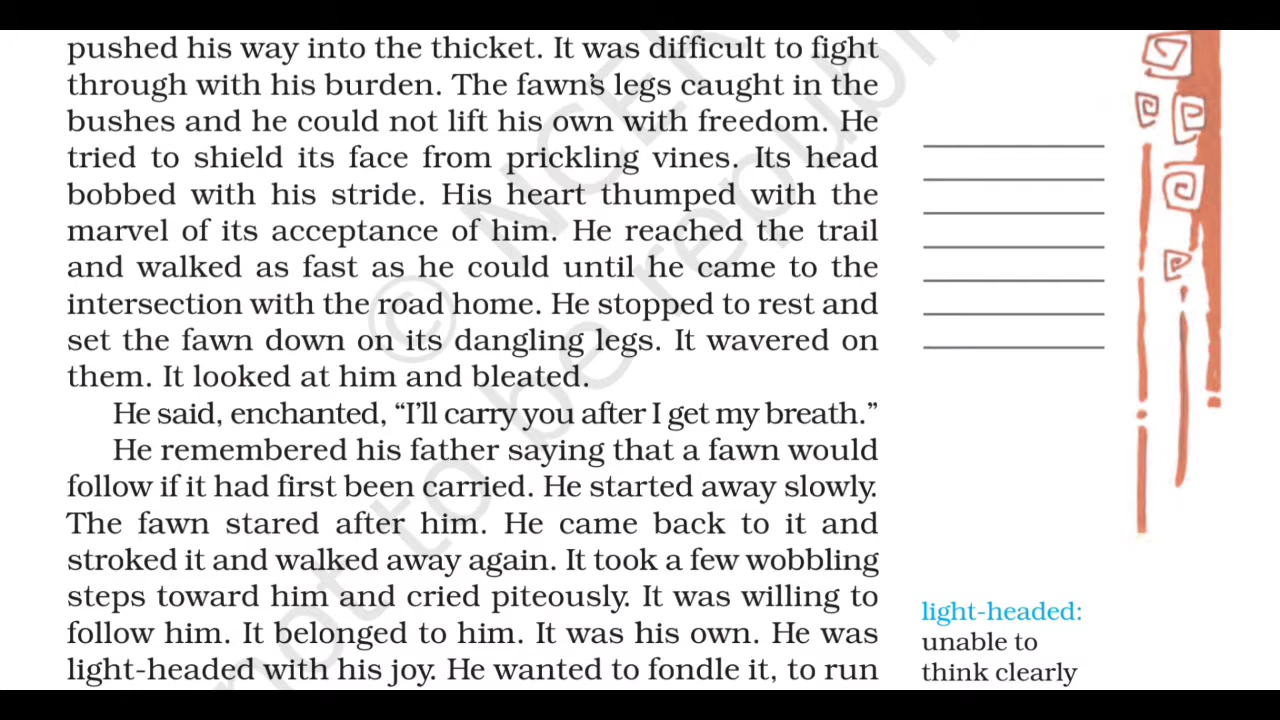 pushed his way into the thicket. It was difficult to fight
through with his burden. The fawn's legs caught in the
bushes and he could not lift his own with freedom. He
tried to shield its face from prickling vines. Its head
bobbed with his stride. His heart thumped with the
marvel of its acceptance of him. He reached the trail
and walked as fast as he could until he came to the
intersection with the road home. He stopped to rest and
set the fawn down on its dangling legs. It wavered on
them. It looked at him and bleated.
He said, enchanted, “I'll carry you after I get my breath.”
He remembered his father saying that a fawn would
follow if it had first been carried. He started away slowly.
The fawn stared after him. He came back to it and
stroked it and walked away again. It took a few wobbling
steps toward him and cried piteously. It was willing to
follow him. It belonged to him. It was his own. He was
light-headed with his joy. He wanted to fondle it, to run
light-headed:
unable to
think clearly
© NCER
not to be republi